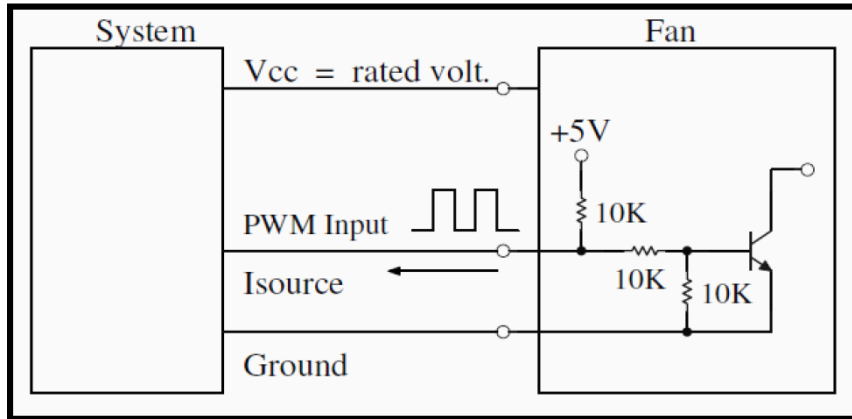 System
Fan
Vcc = rated volt.
+5V
10K
PWM Input
10K
10K
Isource
Ground